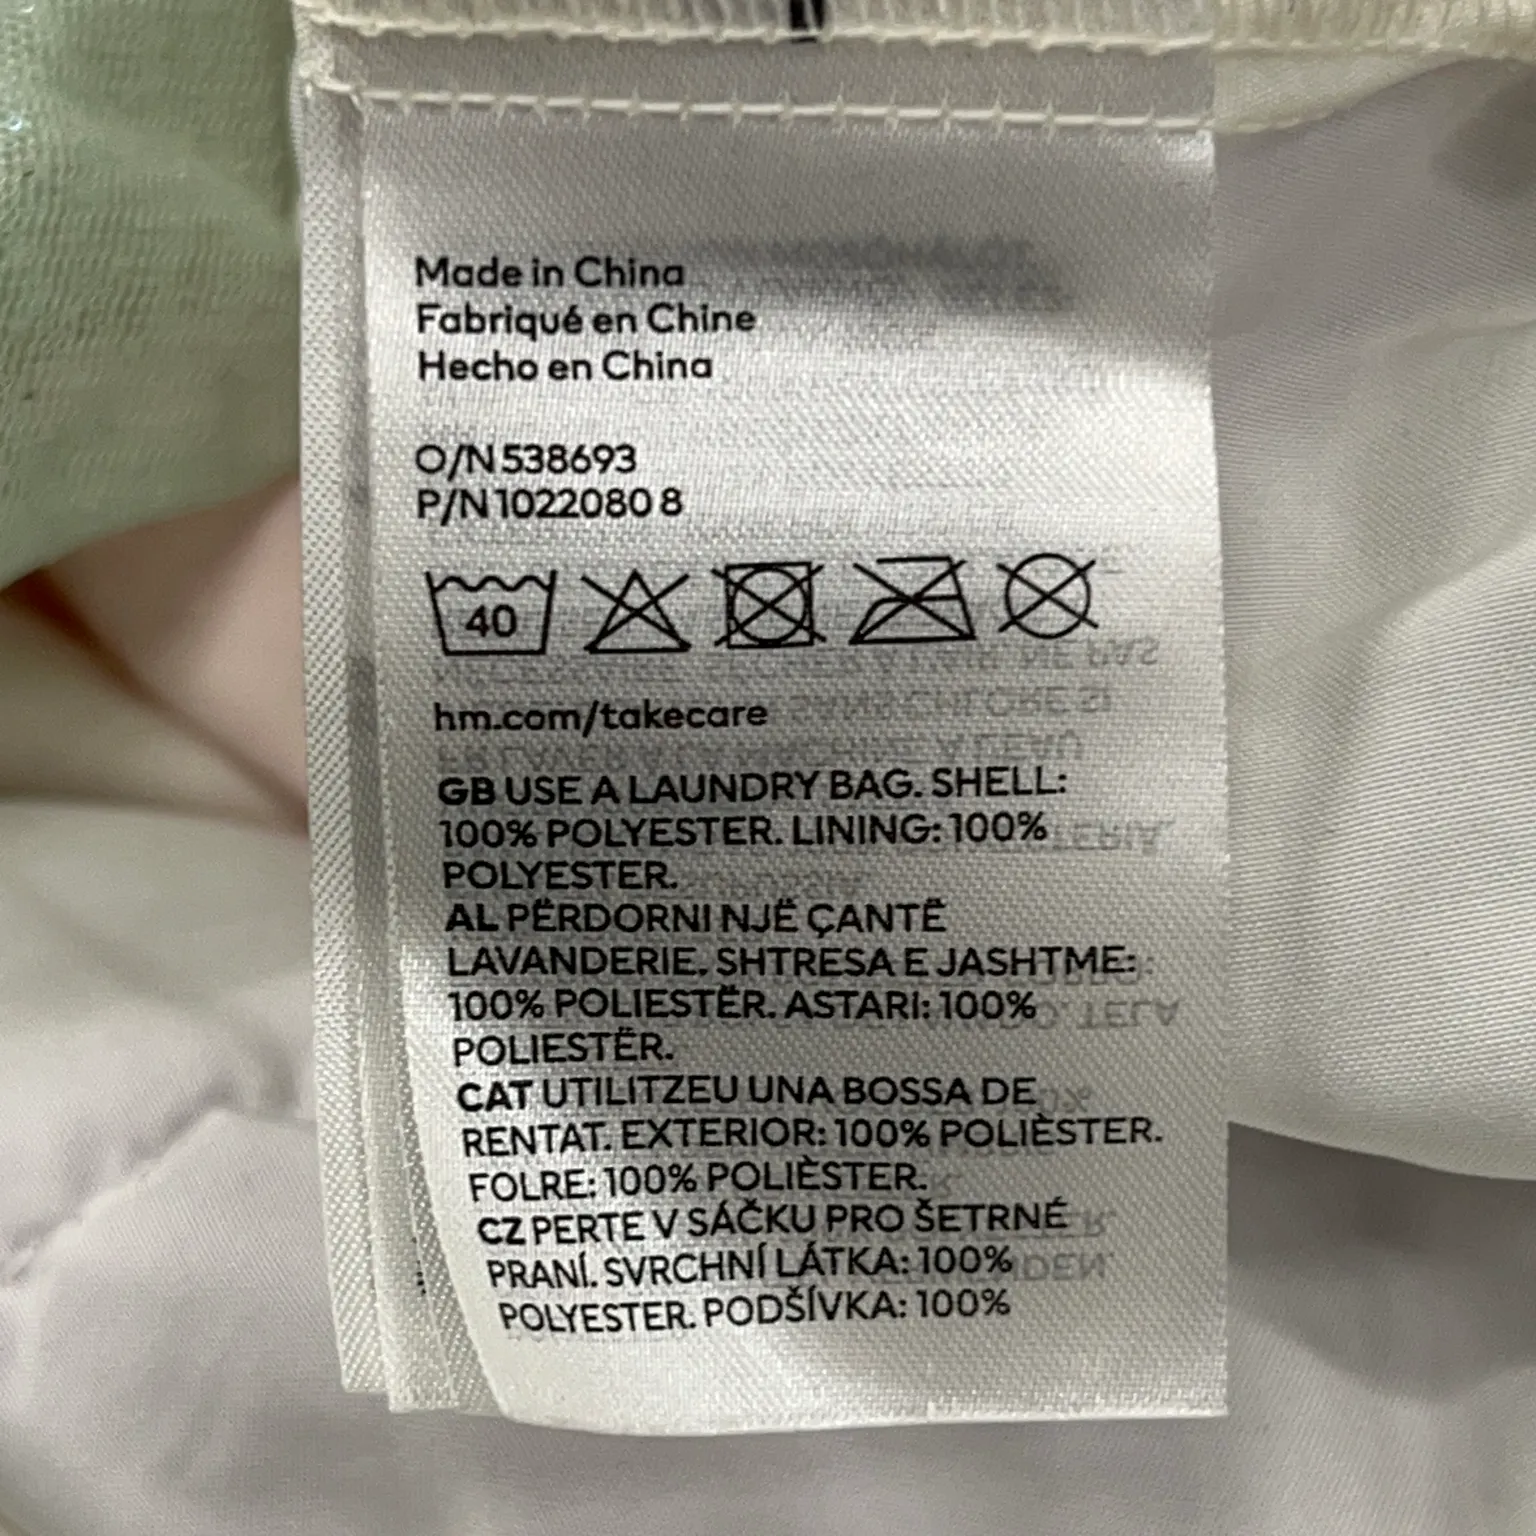 Made in China
Fabriqué en Chine
Hecho en China
O/N 538693
P/N 1022080 8
40
hm.com/takecare
GB USE A LAUNDRY BAG. SHELL:
100% POLYESTER. LINING: 100%
POLYESTER.
AL PËRDORNI NJË ÇANTË
LAVANDERIE. SHTRESA E JASHTME:
100% POLIESTËR. ASTARI: 100%
POLIESTËR.
CAT UTILITZEU UNA BOSSA DE
RENTAT. EXTERIOR: 100% POLIÈSTER.
FOLRE: 100% POLIÈSTER.
CZ PERTE V SÁČKU PRO ŠETRNÉ
PRANÍ. SVRCHNÍ LÁTKA: 100%
POLYESTER. PODŠÍVKA: 100%